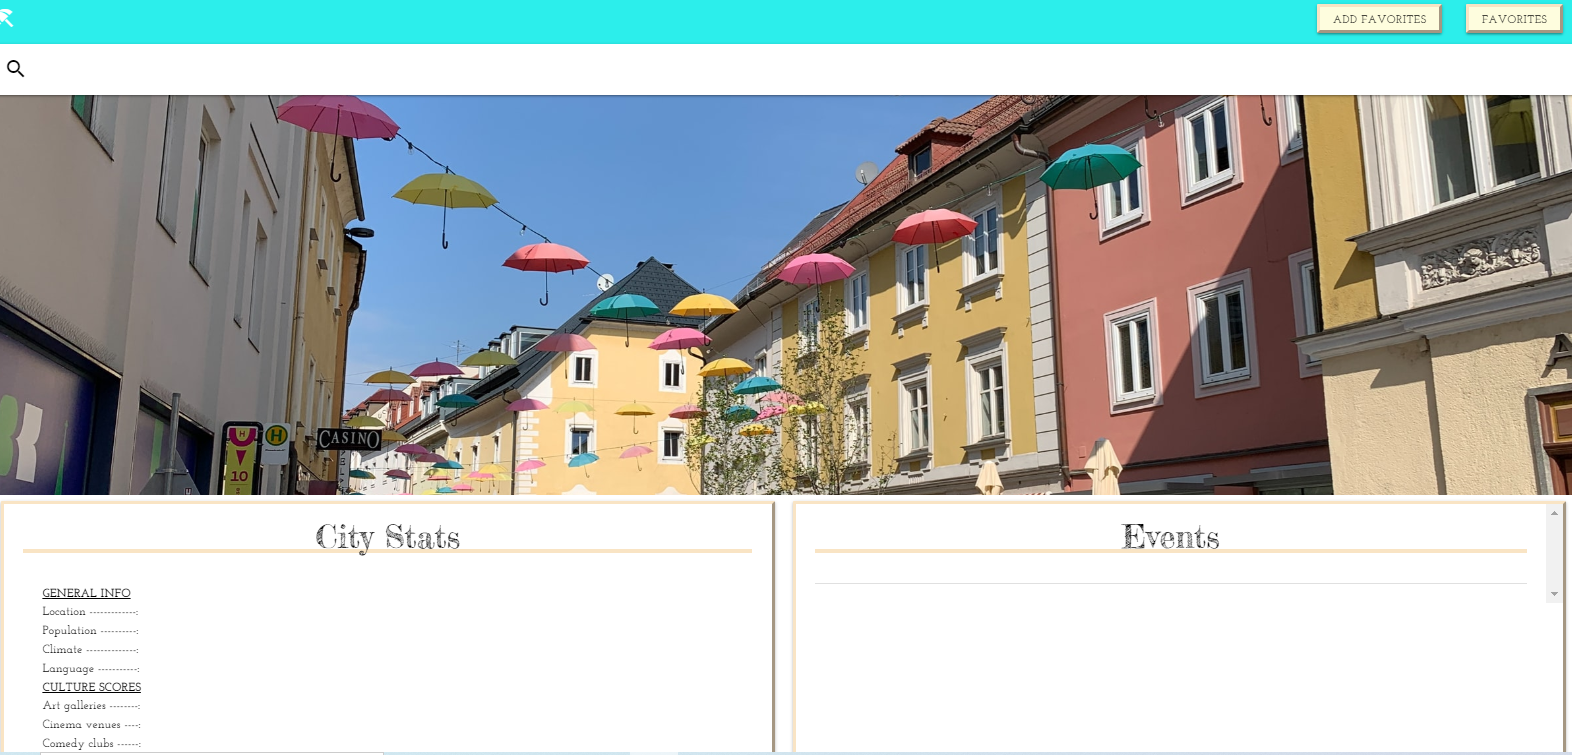 ADD FAVORITES FAVORITES
H
H
10
CASINO
A
City Stats
GENERAL INFO
Location -------------:
Population ----------:
Climate --------------:
Language -----------:
CULTURE SCORES
Art galleries --------:
Cinema venues ----:
Comedy clubs ------:
Events